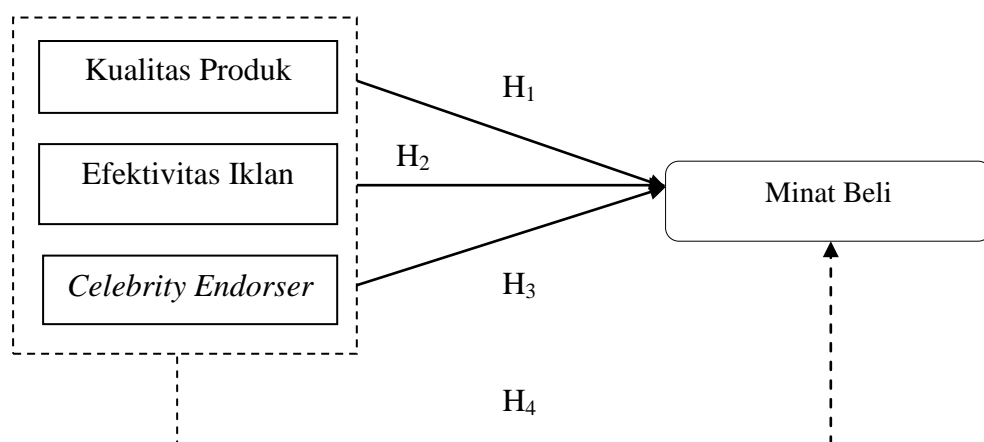 Kualitas Produk
H₁
Efektivitas Iklan
H₂
Minat Beli
Celebrity Endorser
H₃
H₄